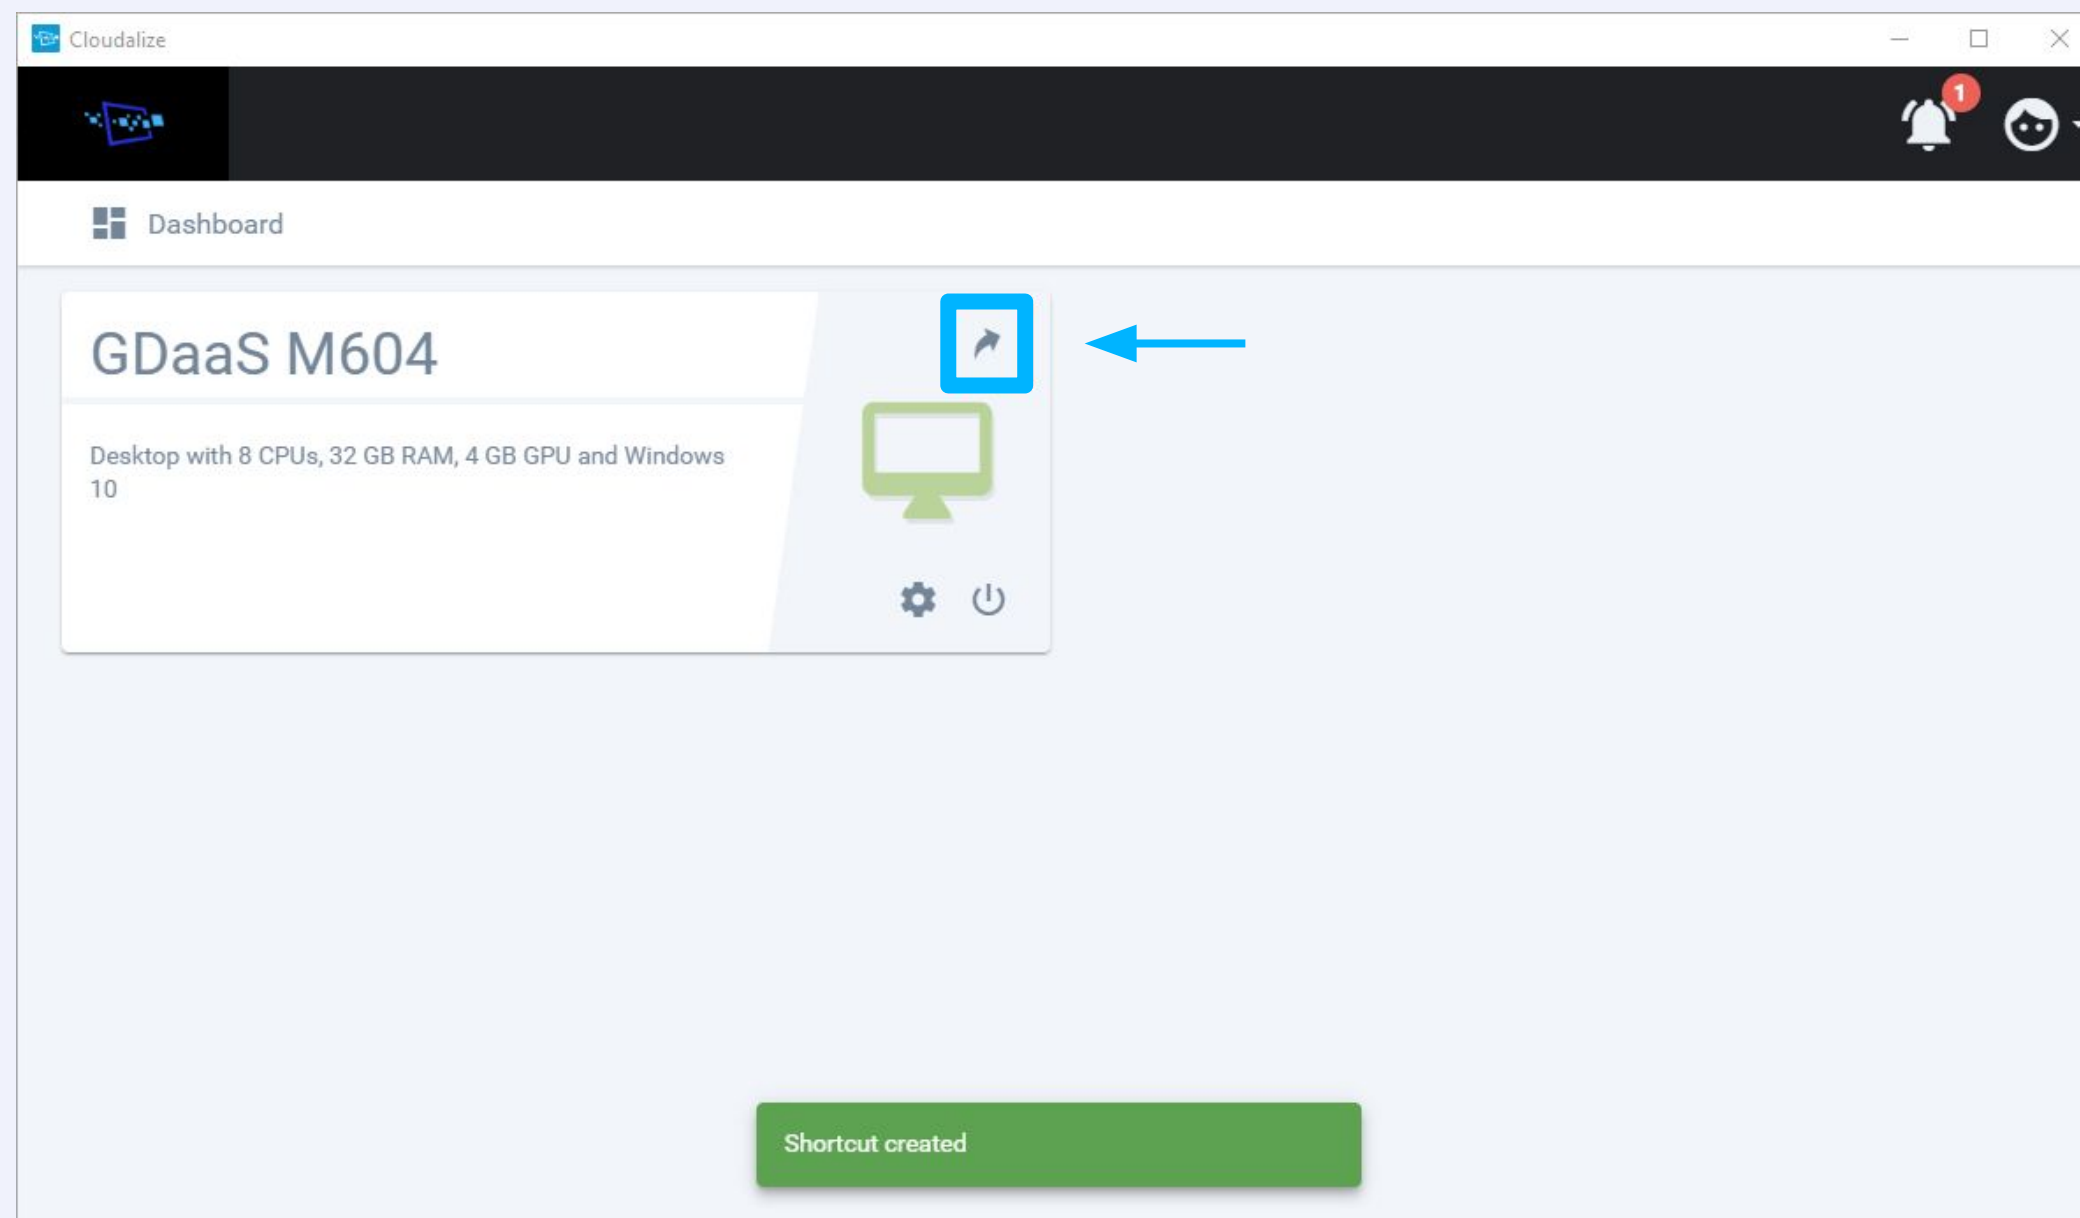 Cloudalize
1
Dashboard
GDaaS M604
Desktop with 8 CPUs, 32 GB RAM, 4 GB GPU and Windows
10
Shortcut created